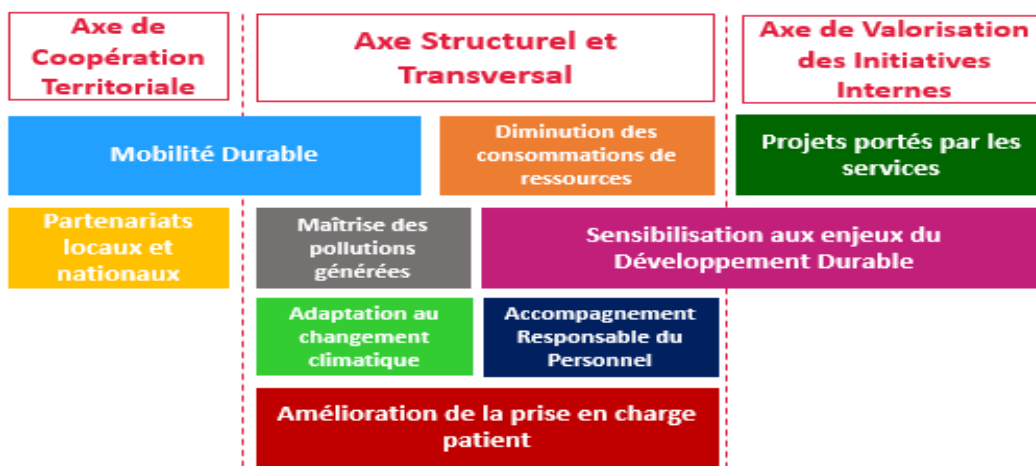 Axe de
Coopération
Territoriale
Axe Structurel et
Transversal
Axe de Valorisation
des Initiatives
Internes
Mobilité Durable
Diminution des
consommations de
ressources
Projets portés par les
services
Partenariats
locaux et
nationaux
Maîtrise des
pollutions
générées
Sensibilisation aux enjeux du
Développement Durable
Adaptation au
changement
climatique
Accompagnement
Responsable du
Personnel
Amélioration de la prise en charge
patient